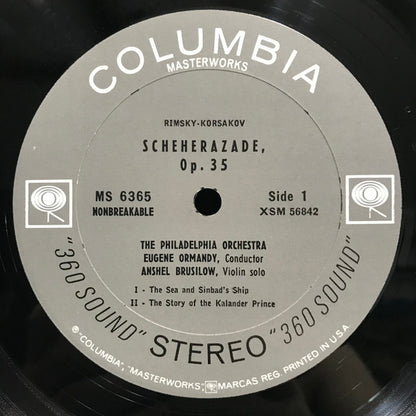 COLUMBIA
MASTERWORKS
RIMSKY-KORSAKOV
SCHEHERAZADE,
Op. 35
MS 6365
NONBREAKABLE
Side 1
XSM 56842
THE PHILADELPHIA ORCHESTRA
EUGENE ORMANDY, Conductor
ANSHEL BRUSILOW, Violin solo
I - The Sea and Sinbad's Ship
II - The Story of the Kalander Prince
"360 SOUND" STEREO "360 SOUND"
® "COLUMBIA", "MASTERWORKS", MARCAS REG. PRINTED IN U.S.A.